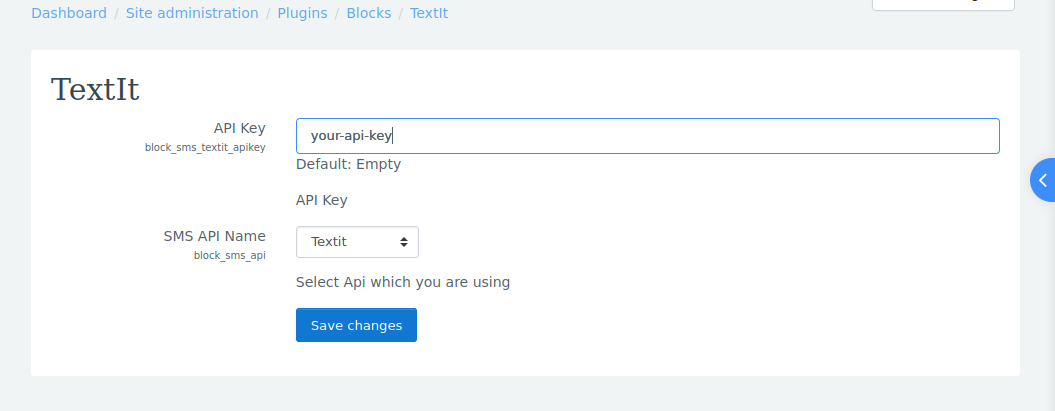 Dashboard / Site administration / Plugins / Blocks / TextIt
TextIt
API Key
block_sms_textit_apikey
your-api-key
Default: Empty
API Key
SMS API Name
block_sms_api
Textit
Select Api which you are using
Save changes